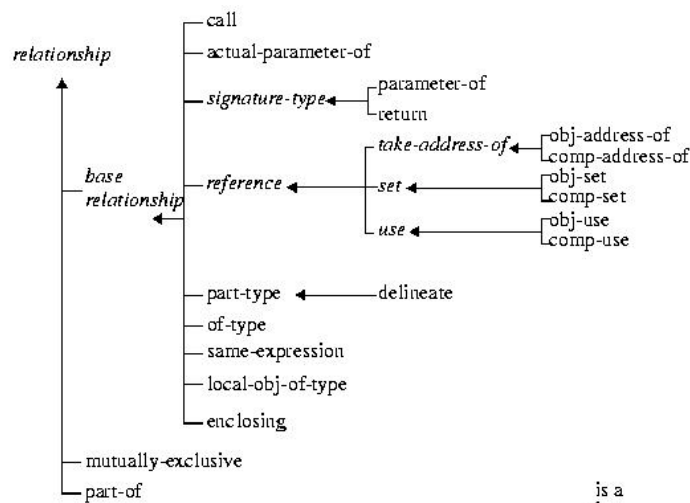 call
actual-parameter-of
relationship
parameter-of
signature-type
return
take-address-of
obj-address-of
comp-address-of
base
relationship
reference
set
obj-set
comp-set
use
obj-use
comp-use
part-type
delineate
of-type
same-expression
local-obj-of-type
enclosing
mutually-exclusive
part-of
is a